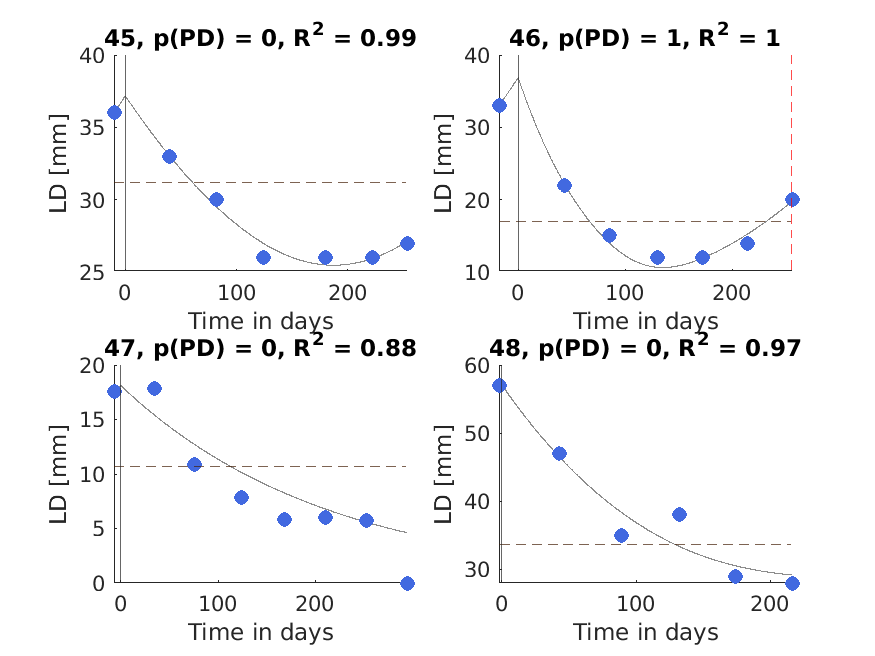 45, p(PD) = 0, R² = 0.99
40
35
30
25
LD [mm]
0
100
200
Time in days
46, p(PD) = 1, R² = 1
40
30
20
10
LD [mm]
0
100
200
Time in days
47, p(PD) = 0, R² = 0.88
20
15
10
5
0
LD [mm]
0
100
200
Time in days
48, p(PD) = 0, R² = 0.97
60
50
40
30
LD [mm]
0
100
200
Time in days